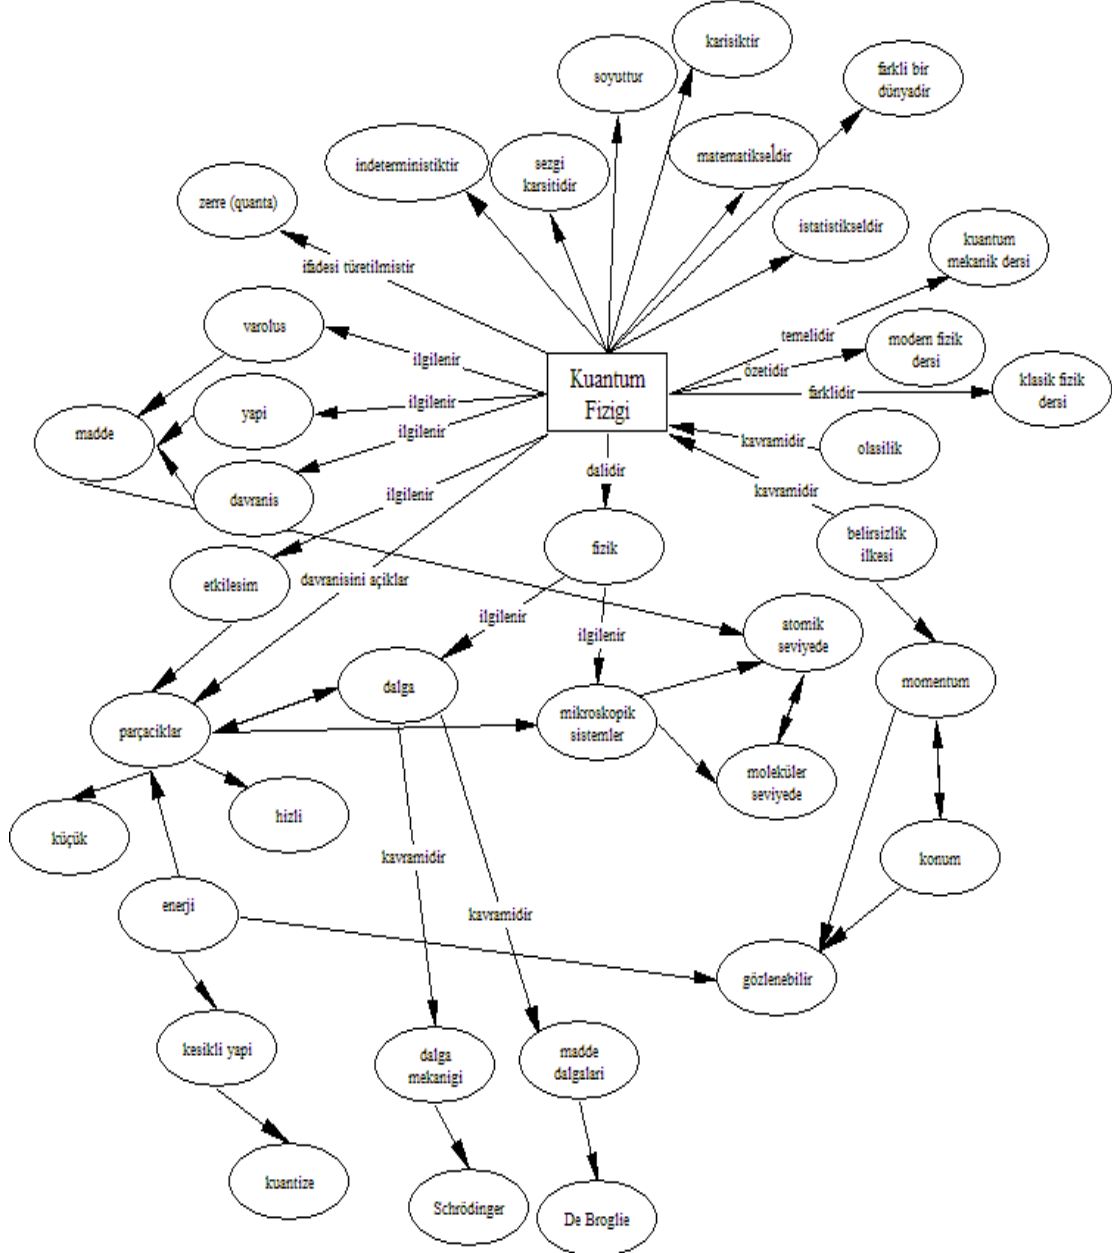 karisiktir
soyuttur
farkli bir
dünyadir
indeterministiktir
sezgi
karsitidir
matematikseldir
zerre (quanta)
istatistikseldir
kuantum
mekanik dersi
ifadesi türetilmistir
varolus
temelidir
modern fizik
dersi
ilgilenir
özetidir
Kuantum
Fizigi
farklidir
klasik fizik
dersi
madde
yapi
ilgilenir
ilgilenir
kavramidir
olasilik
davranis
ilgilenir
dalidir
kavramidir
belirsizlik
ilkesi
fizik
etkilesim
davranisini açiklar
ilgilenir
ilgilenir
atomik
seviyede
dalga
momentum
parçaciklar
mikroskopik
sistemler
moleküler
seviyede
küçük
hizli
kavramidir
konum
enerji
kavramidir
gözlenebilir
kesikli yapi
dalga
mekanigi
madde
dalgalari
kuantize
Schrödinger
De Broglie